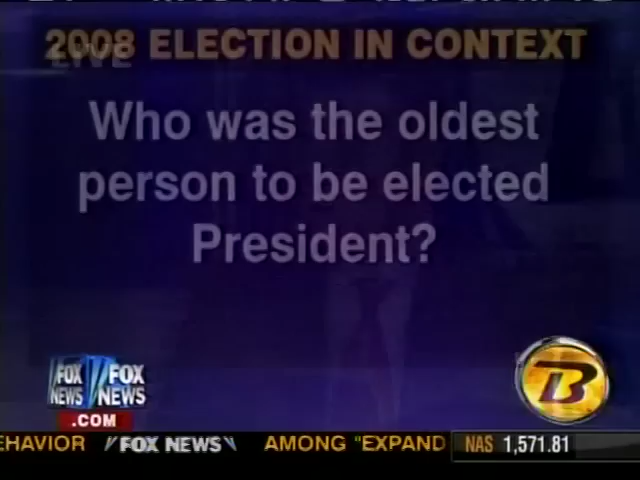 2008 ELECTION IN CONTEXT
LIVE
Who was the oldest
person to be elected
President?
FOX NEWS
FOX NEWS
.COM
B
EHAVIOR FOX NEWS AMONG "EXPAND NAS 1,571.81